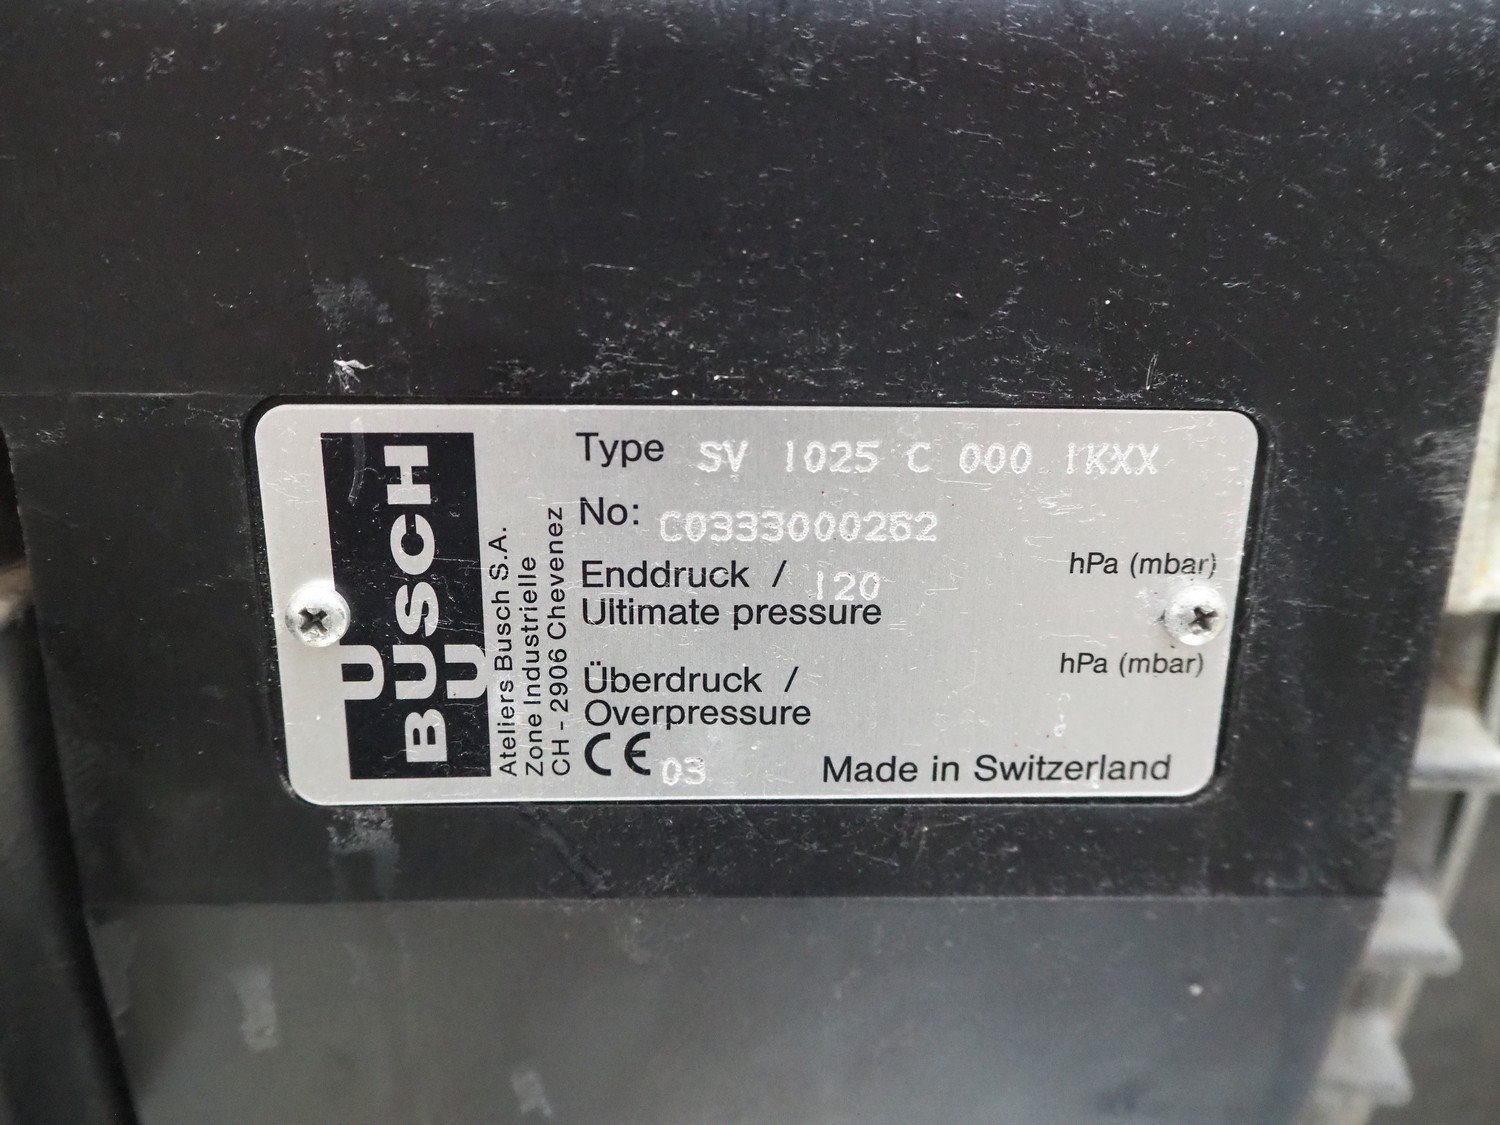 U
BUSCH
U
Ateliers Busch S.A.
Zone Industrielle
CH - 2906 Chevenez
Type SV 1025 C 000 1KXX
No: C0333000262
Enddruck / 120 hPa (mbar)
Ultimate pressure
Überdruck / hPa (mbar)
Overpressure
CE 03 Made in Switzerland